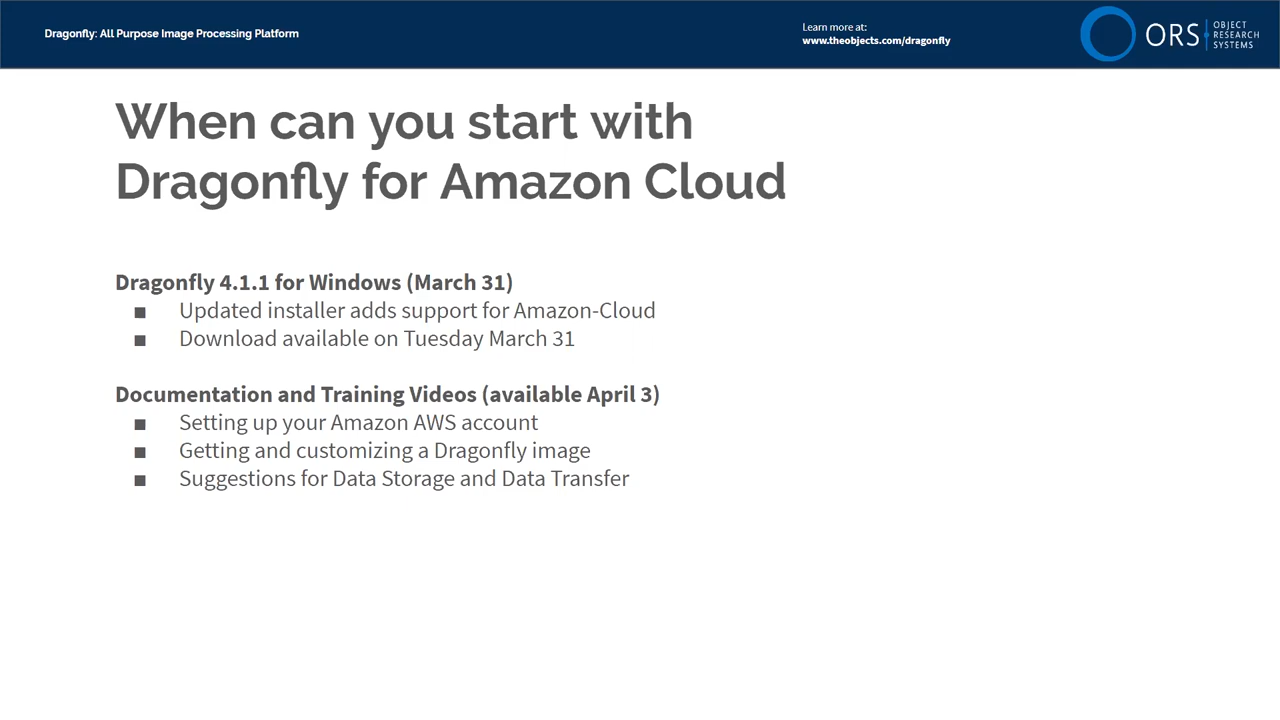 Dragonfly: All Purpose Image Processing Platform
Learn more at:
www.theobjects.com/dragonfly
ORS
OBJECT
RESEARCH
SYSTEMS
When can you start with
Dragonfly for Amazon Cloud
Dragonfly 4.1.1 for Windows (March 31)
■ Updated installer adds support for Amazon-Cloud
■ Download available on Tuesday March 31
Documentation and Training Videos (available April 3)
■ Setting up your Amazon AWS account
■ Getting and customizing a Dragonfly image
■ Suggestions for Data Storage and Data Transfer